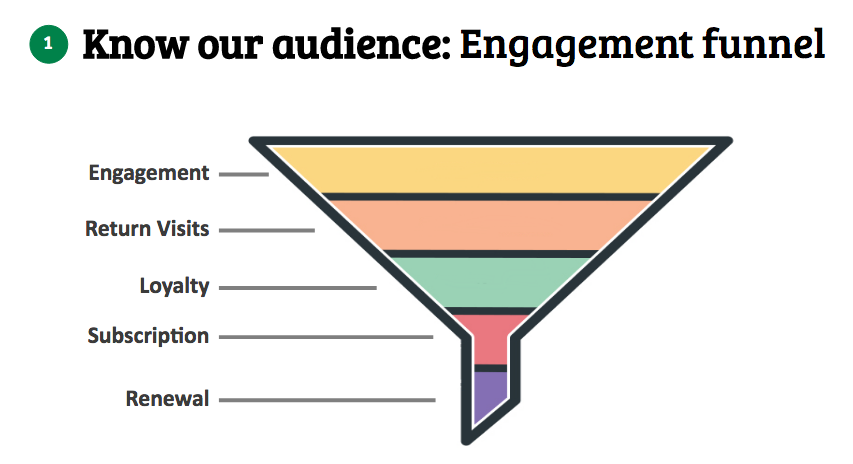 1 Know our audience: Engagement funnel
Engagement
Return Visits
Loyalty
Subscription
Renewal